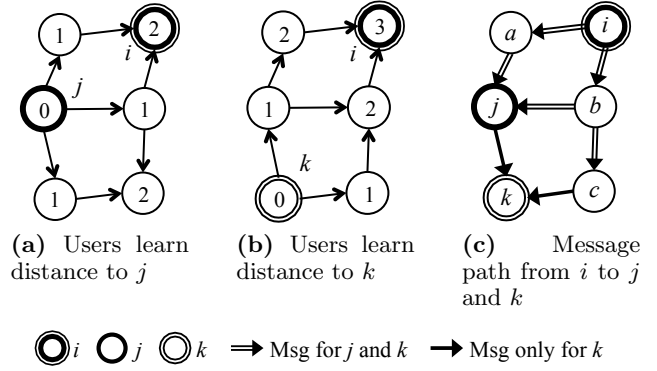 1
2
i
j
0
1
1
2
2
3
i
1
2
k
0
1
a
i
j
b
k
c
(a) Users learn distance to j
(b) Users learn distance to k
(c) Message path from i to j and k
i j k Msg for j and k Msg only for k